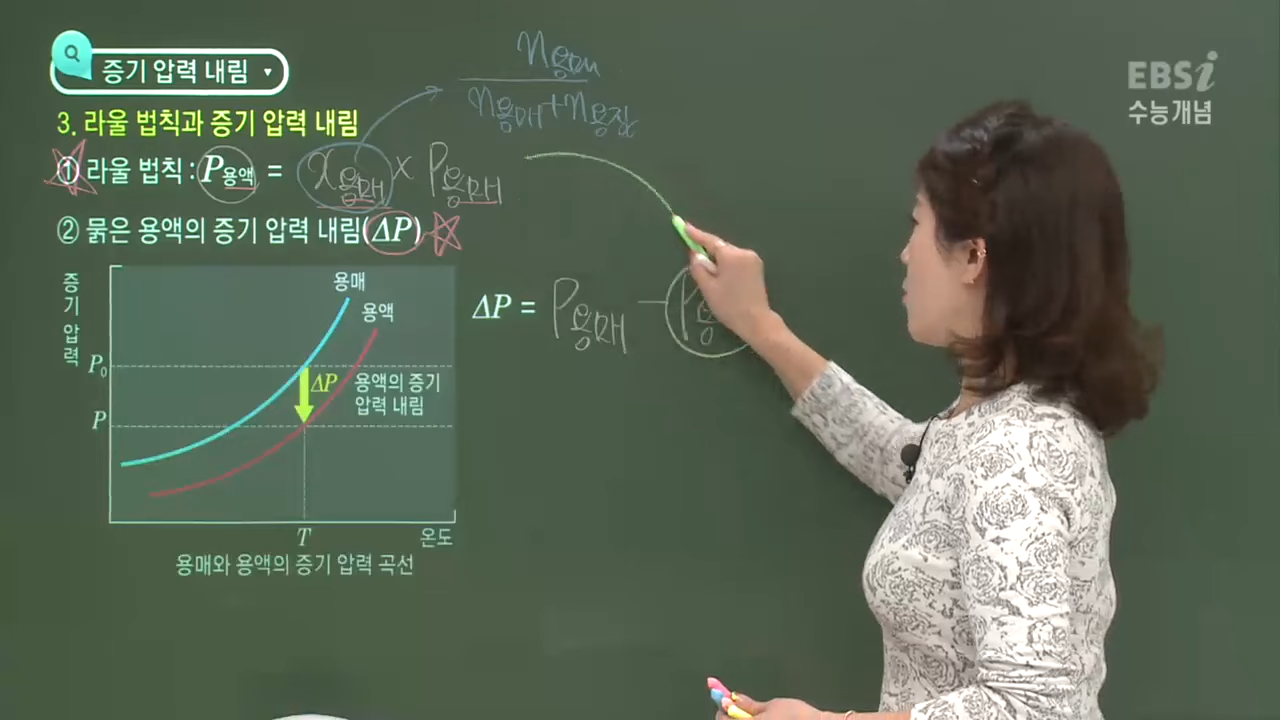 증기 압력 내림
EBSi
수능개념
3. 라울 법칙과 증기 압력 내림
n용매
n용매+n용질
① 라울 법칙 : P용액 = x용매 × P용매
② 묽은 용액의 증기 압력 내림(ΔP)
증기 압력
용매
용액
P₀
ΔP
용액의 증기
압력 내림
P
T
온도
용매와 용액의 증기 압력 곡선
ΔP = P용매 − P용